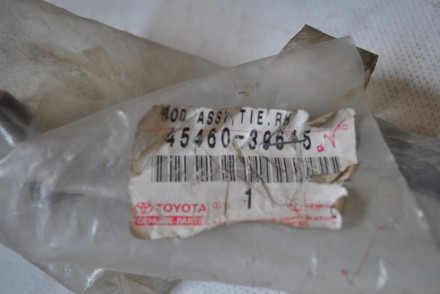 ROD ASSY,TIE,RH
45460-39615
TOYOTA
1
GENUINE PARTS